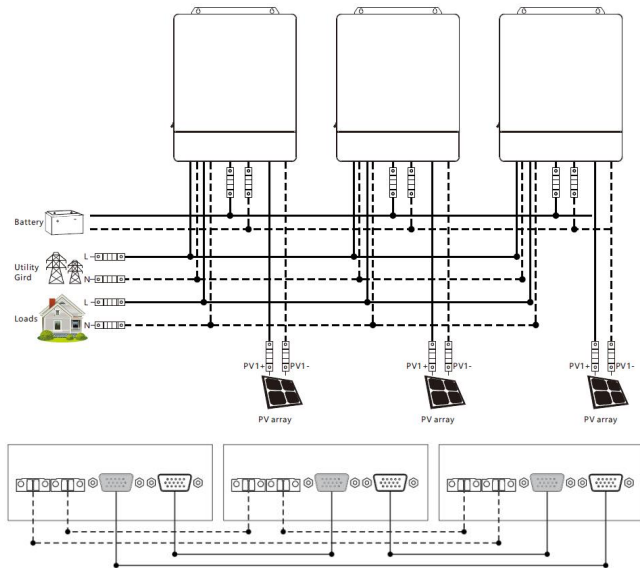 Battery
L
Utility
Gird
N
L
Loads
N
PV1+ PV1- PV1+ PV1- PV1+ PV1-
PV array PV array PV array